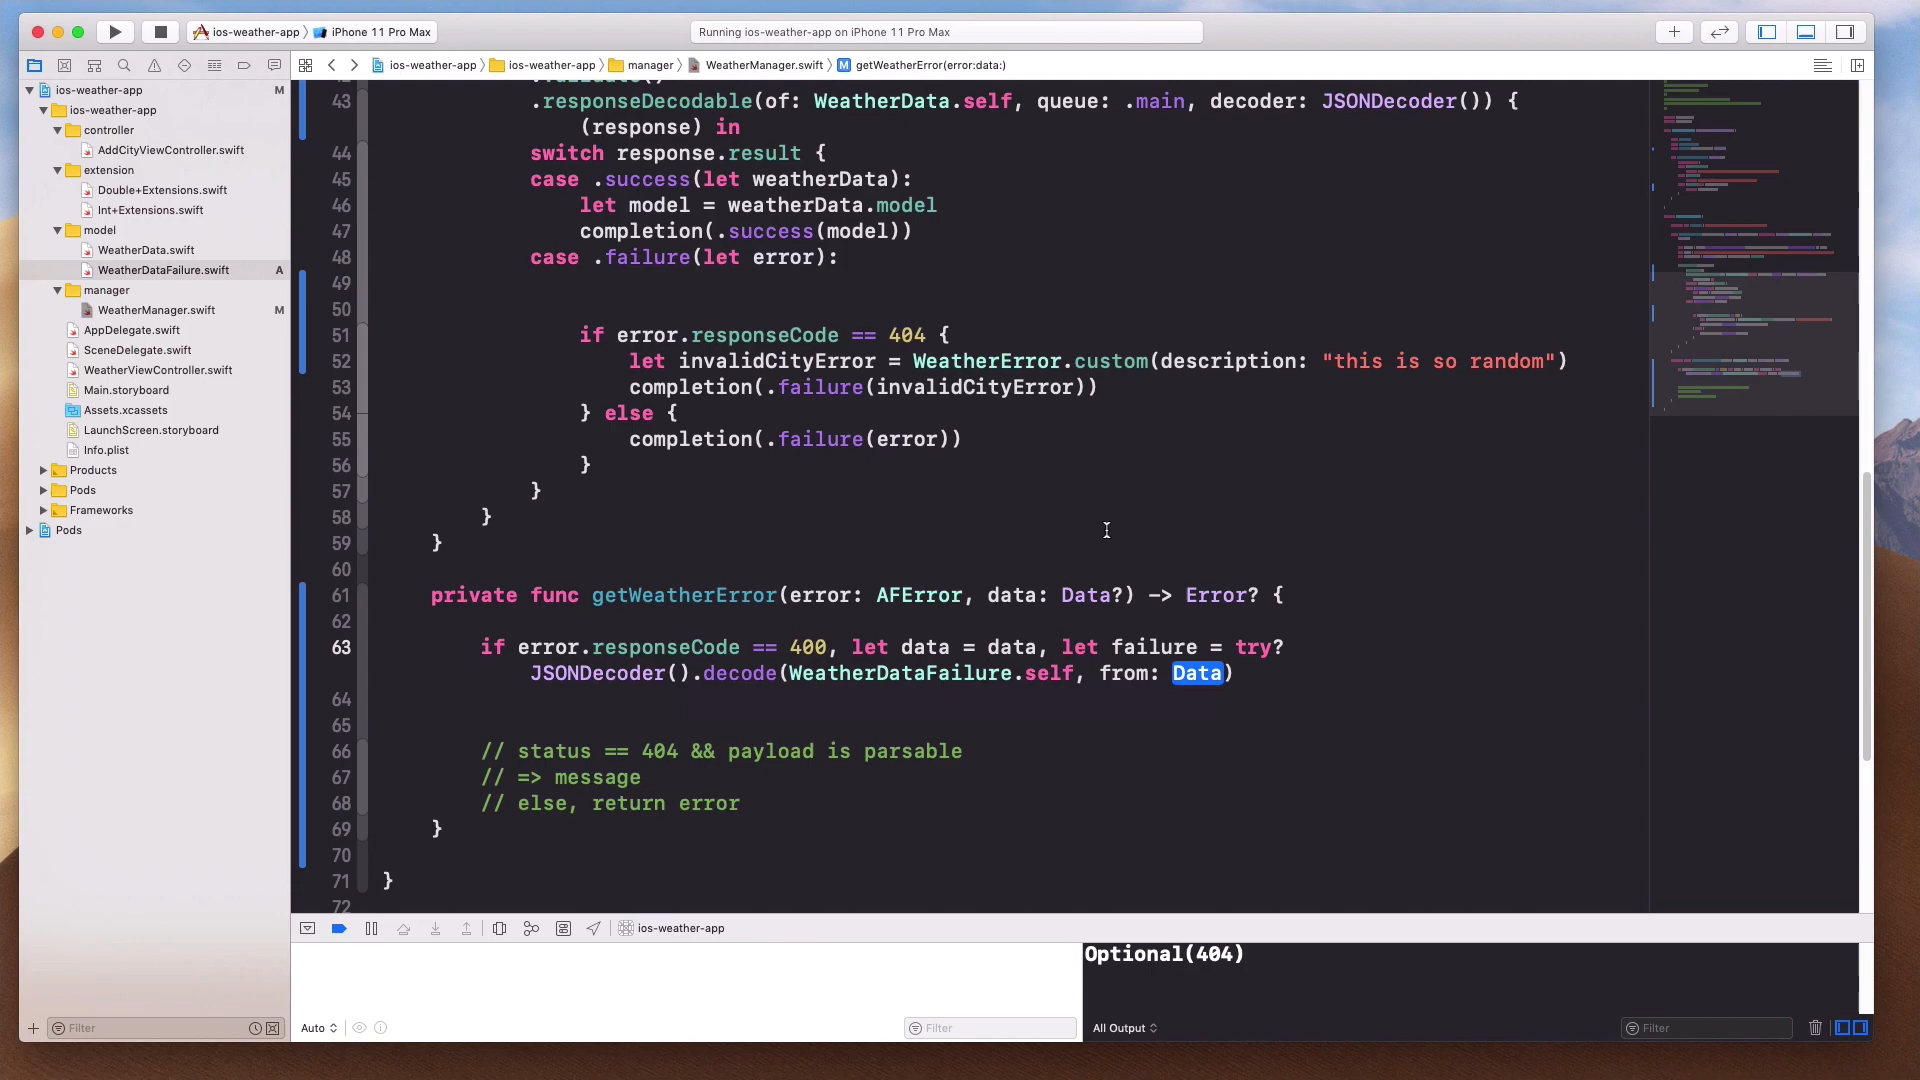 ios-weather-app 〉 iPhone 11 Pro Max
Running ios-weather-app on iPhone 11 Pro Max
ios-weather-app 〉 ios-weather-app 〉 manager 〉 WeatherManager.swift 〉 M getWeatherError(error:data:)
ios-weather-app M
ios-weather-app
controller
AddCityViewController.swift
extension
Double+Extensions.swift
Int+Extensions.swift
model
WeatherData.swift
WeatherDataFailure.swift A
manager
WeatherManager.swift M
AppDelegate.swift
SceneDelegate.swift
WeatherViewController.swift
Main.storyboard
Assets.xcassets
LaunchScreen.storyboard
Info.plist
Products
Pods
Frameworks
Pods
Filter
43 .responseDecodable(of: WeatherData.self, queue: .main, decoder: JSONDecoder()) {
(response) in
44 switch response.result {
45 case .success(let weatherData):
46 let model = weatherData.model
47 completion(.success(model))
48 case .failure(let error):
49
50
51 if error.responseCode == 404 {
52 let invalidCityError = WeatherError.custom(description: "this is so random")
53 completion(.failure(invalidCityError))
54 } else {
55 completion(.failure(error))
56 }
57 }
58 }
59 }
60
61 private func getWeatherError(error: AFError, data: Data?) -> Error? {
62
63 if error.responseCode == 400, let data = data, let failure = try?
JSONDecoder().decode(WeatherDataFailure.self, from: Data)
64
65
66 // status == 404 && payload is parsable
67 // => message
68 // else, return error
69 }
70
71 }
72
ios-weather-app
Optional(404)
Auto
Filter
All Output
Filter